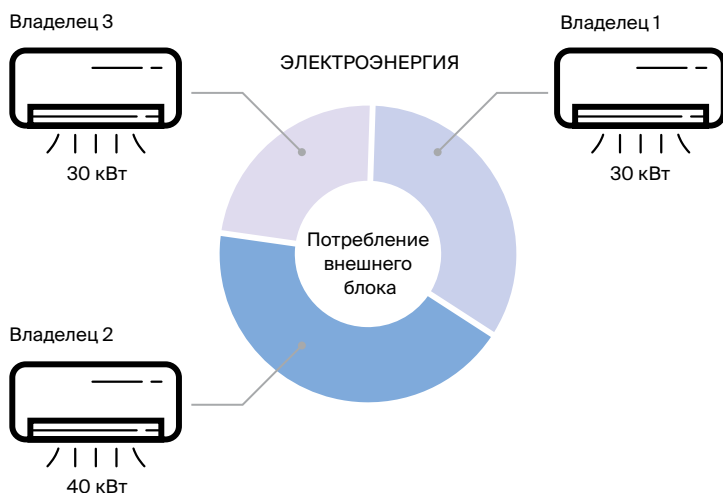 Владелец 3
Владелец 1
ЭЛЕКТРОЭНЕРГИЯ
30 кВт
30 кВт
Потребление
внешнего
блока
Владелец 2
40 кВт